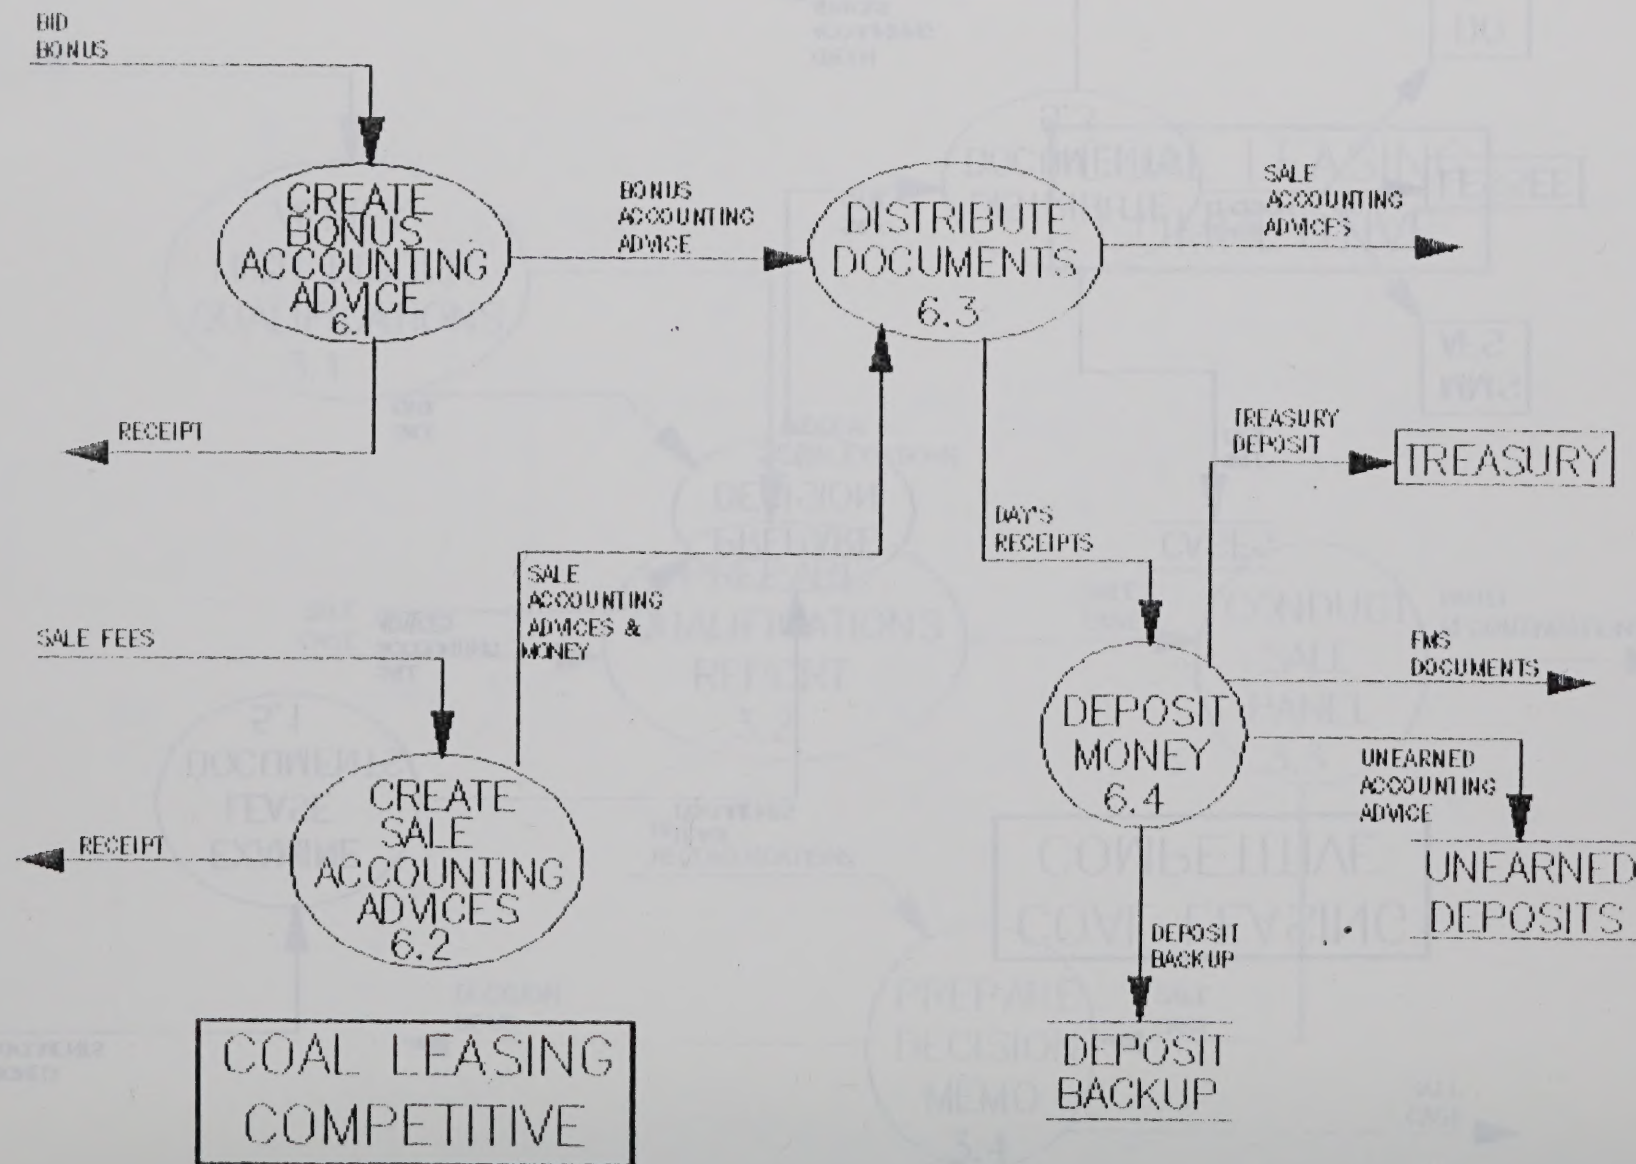 BID
BONUS
CREATE
BONUS
ACCOUNTING
ADVICE
6.1
RECEIPT
BONUS
ACCOUNTING
ADVICE
DISTRIBUTE
DOCUMENTS
6.3
SALE
ACCOUNTING
ADVICES
TREASURY
DEPOSIT
TREASURY
DAY'S
RECEIPTS
SALE
ACCOUNTING
ADVICES &
MONEY
SALE FEES
CREATE
SALE
ACCOUNTING
ADVICES
6.2
RECEIPT
DEPOSIT
MONEY
6.4
FMS
DOCUMENTS
UNEARNED
ACCOUNTING
ADVICE
UNEARNED
DEPOSITS
DEPOSIT
BACKUP
DEPOSIT
BACKUP
COAL LEASING
COMPETITIVE